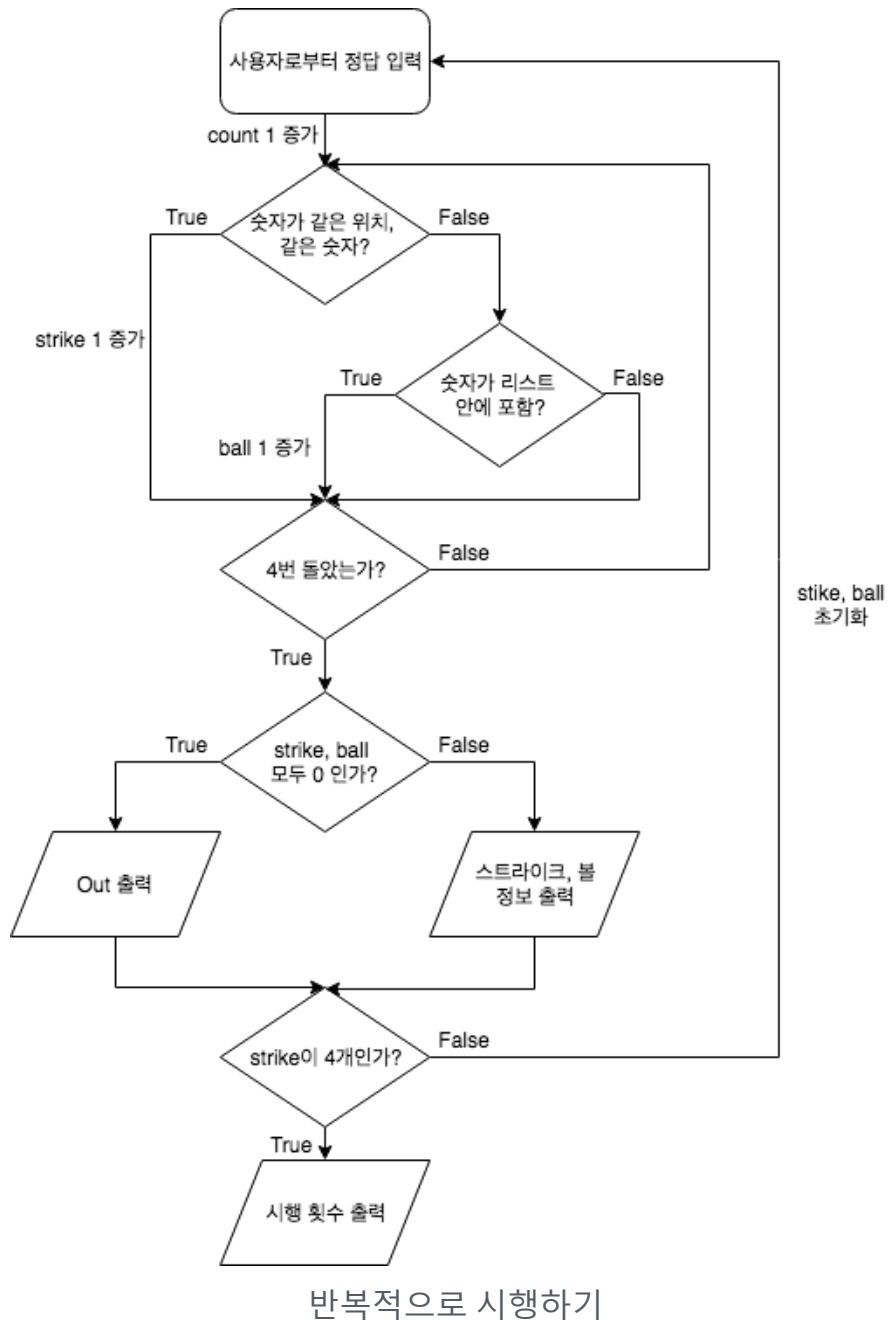 사용자로부터 정답 입력
count 1 증가
True
숫자가 같은 위치,
같은 숫자?
False
strike 1 증가
True
숫자가 리스트
안에 포함?
False
ball 1 증가
4번 돌았는가?
False
stike, ball
초기화
True
True
strike, ball
모두 0 인가?
False
Out 출력
스트라이크, 볼
정보 출력
strike이 4개인가?
False
True
시행 횟수 출력
반복적으로 시행하기